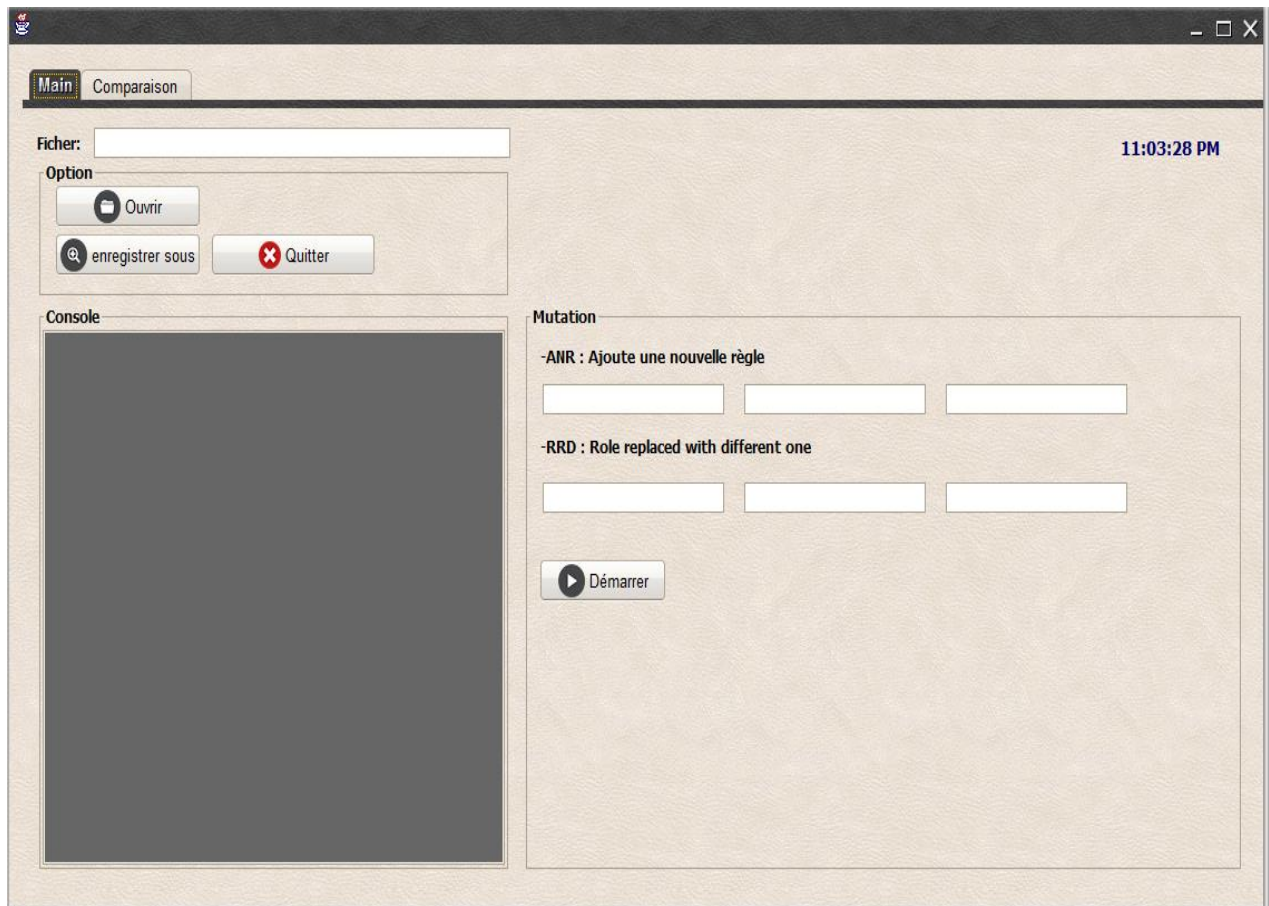 Main Comparaison
Ficher:
11:03:28 PM
Option
Ouvrir
enregistrer sous Quitter
Console
Mutation
-ANR : Ajoute une nouvelle règle
-RRD : Role replaced with different one
Démarrer